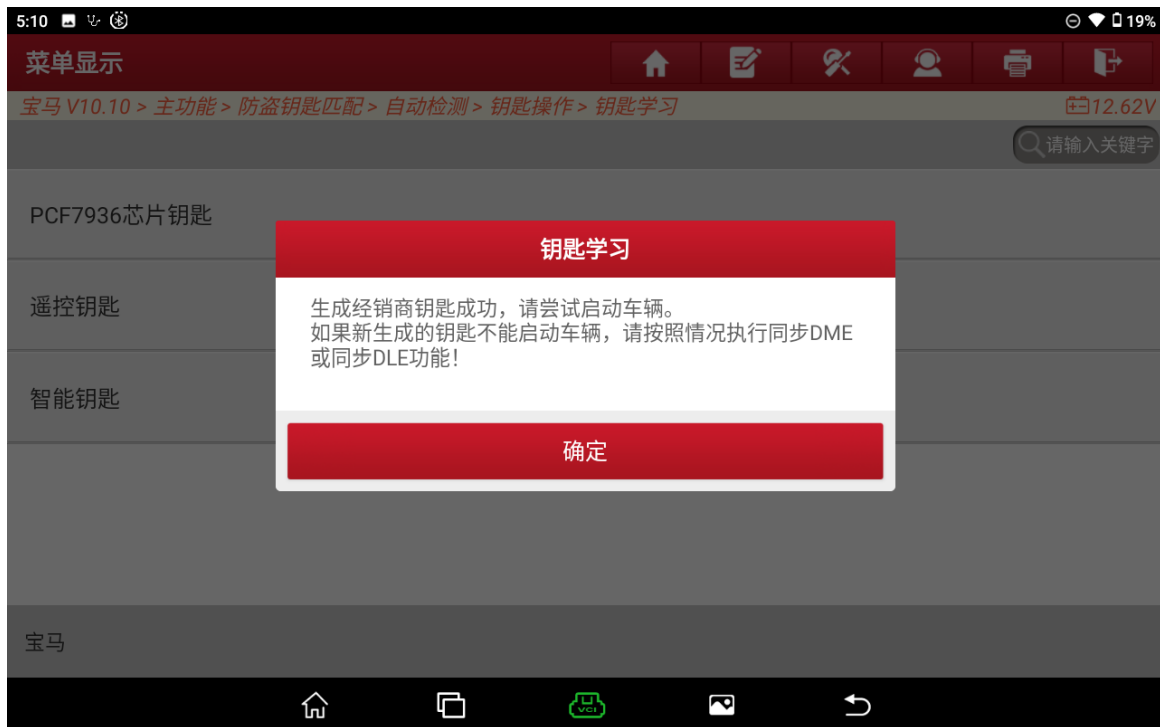 5:10
19%
菜单显示
宝马 V10.10 > 主功能 > 防盗钥匙匹配 > 自动检测 > 钥匙操作 > 钥匙学习
12.62V
请输入关键字
PCF7936芯片钥匙
遥控钥匙
智能钥匙
钥匙学习
生成经销商钥匙成功，请尝试启动车辆。
如果新生成的钥匙不能启动车辆，请按照情况执行同步DME
或同步DLE功能！
确定
宝马
VCI